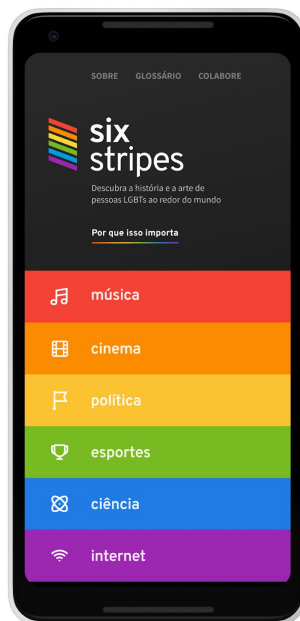 SOBRE GLOSSÁRIO COLABORE
six
stripes
Descubra a história e a arte de
pessoas LGBTs ao redor do mundo
Por que isso importa
música
cinema
política
esportes
ciência
internet